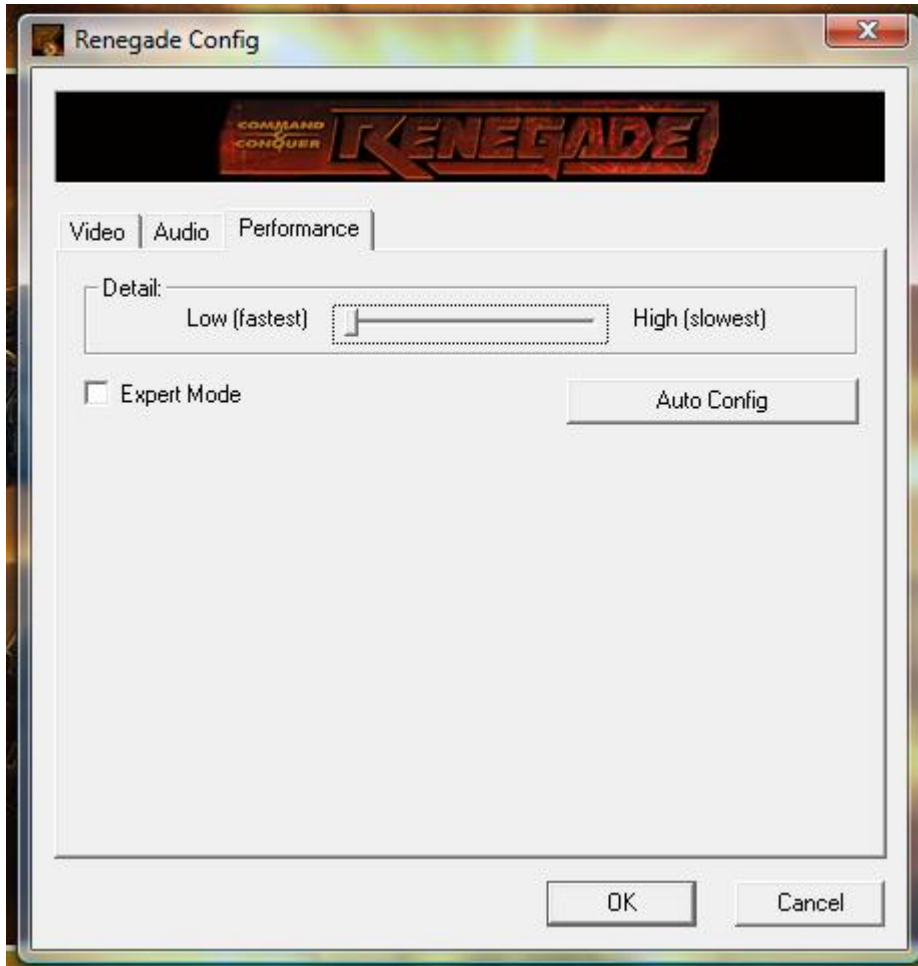 Renegade Config
COMMAND & CONQUER RENEGADE
Video Audio Performance
Detail:
Low (fastest) High (slowest)
Expert Mode Auto Config
OK Cancel